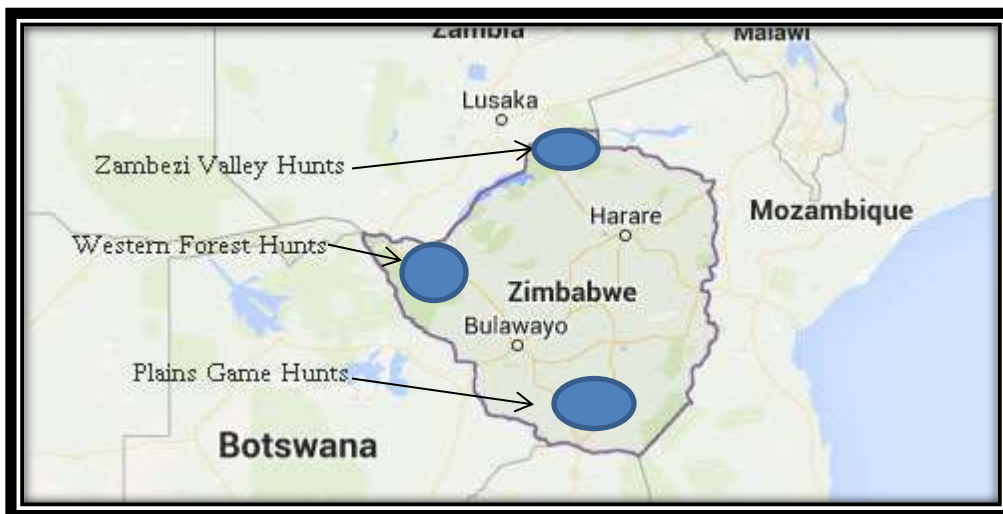 Zambia
Malawi
Lusaka
Zambezi Valley Hunts
Harare
Mozambique
Western Forest Hunts
Zimbabwe
Bulawayo
Plains Game Hunts
Botswana